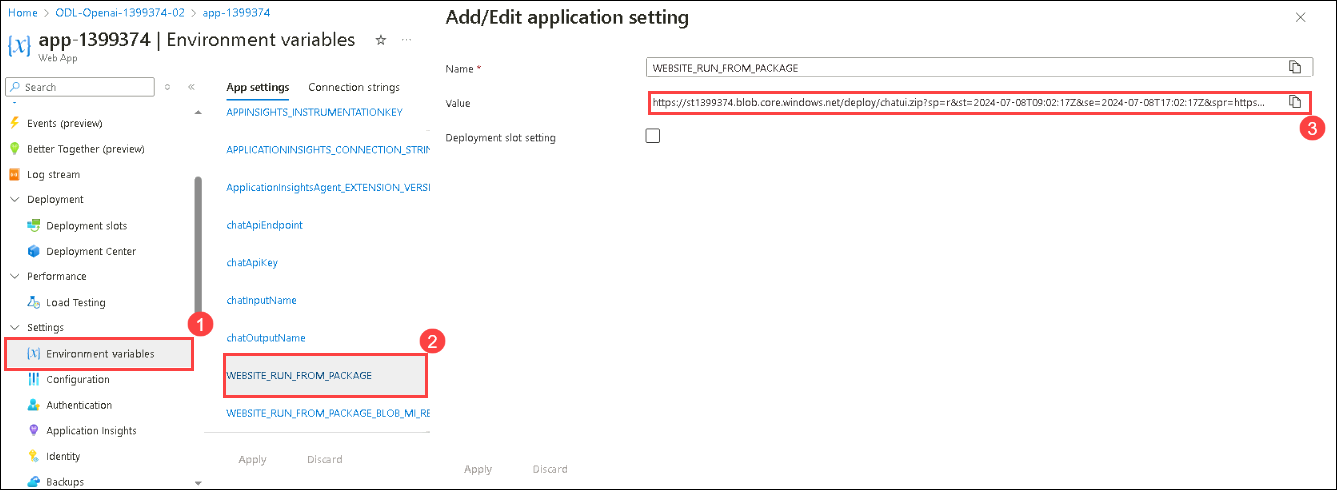 Home > ODL-Openai-1399374-02 > app-1399374
app-1399374 | Environment variables
Web App
Search
Events (preview)
Better Together (preview)
Log stream
Deployment
Deployment slots
Deployment Center
Performance
Load Testing
Settings
1
Environment variables
Configuration
Authentication
Application Insights
Identity
Backups
App settings Connection strings
APPINSIGHTS_INSTRUMENTATIONKEY
APPLICATIONINSIGHTS_CONNECTION_STRIN
ApplicationInsightsAgent_EXTENSION_VERSI
chatApiEndpoint
chatApiKey
chatInputName
chatOutputName
2
WEBSITE_RUN_FROM_PACKAGE
WEBSITE_RUN_FROM_PACKAGE_BLOB_MI_RE
Apply Discard
Add/Edit application setting
Name * WEBSITE_RUN_FROM_PACKAGE
Value https://st1399374.blob.core.windows.net/deploy/chatui.zip?sp=r&st=2024-07-08T09:02:17Z&se=2024-07-08T17:02:17Z&spr=https...
3
Deployment slot setting
Apply Discard